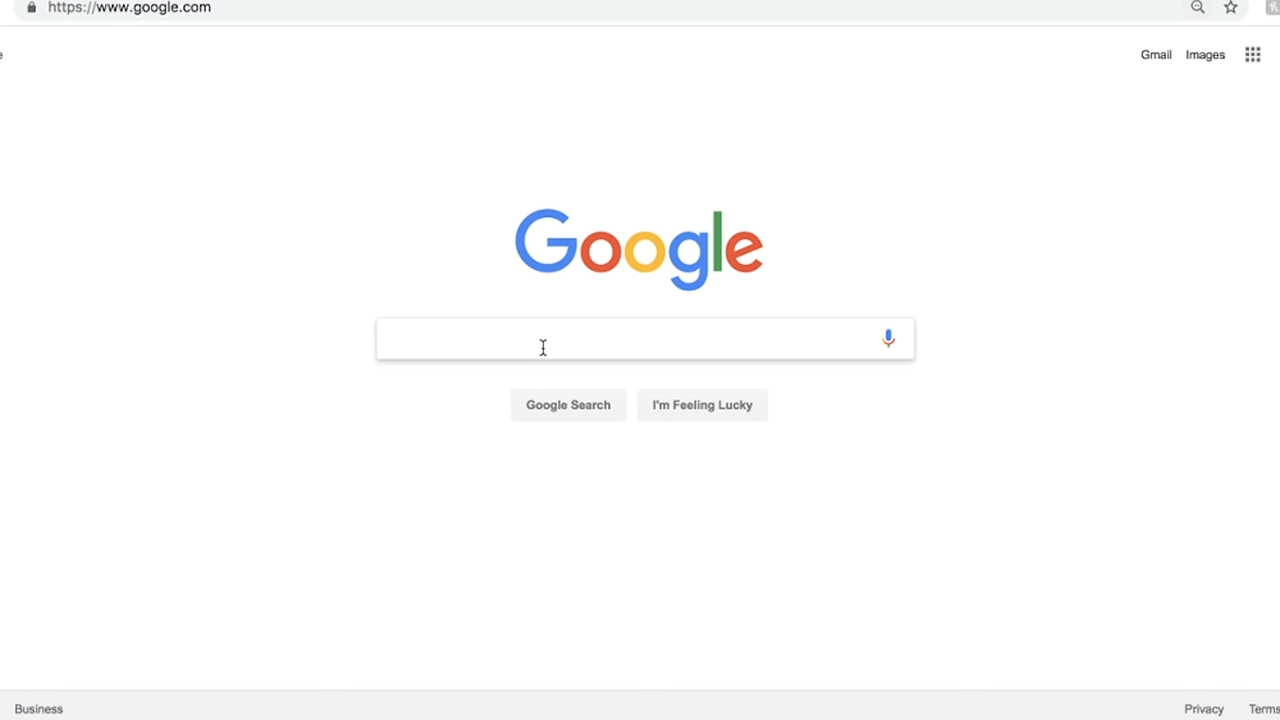 https://www.google.com
e
Gmail Images
Google
Google Search I'm Feeling Lucky
Business Privacy Terms